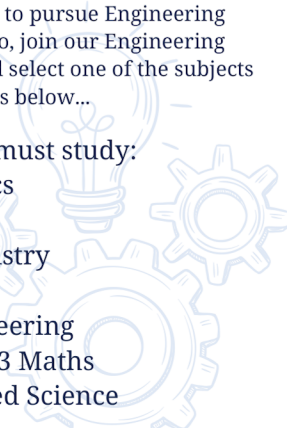 to pursue Engineering
o, join our Engineering
select one of the subjects
s below...
must study:
cs
stry
eering
3 Maths
ed Science